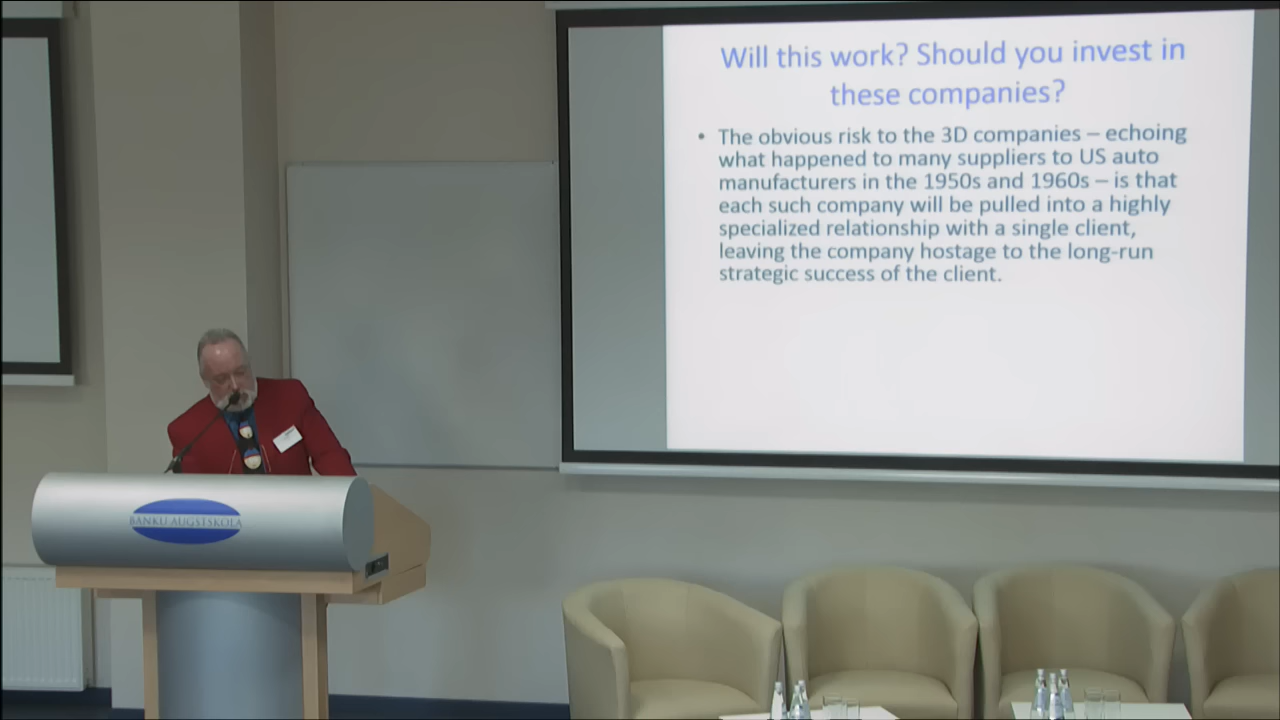 Will this work? Should you invest in
these companies?
• The obvious risk to the 3D companies – echoing
what happened to many suppliers to US auto
manufacturers in the 1950s and 1960s – is that
each such company will be pulled into a highly
specialized relationship with a single client,
leaving the company hostage to the long-run
strategic success of the client.
BANKU AUGSTSKOLA